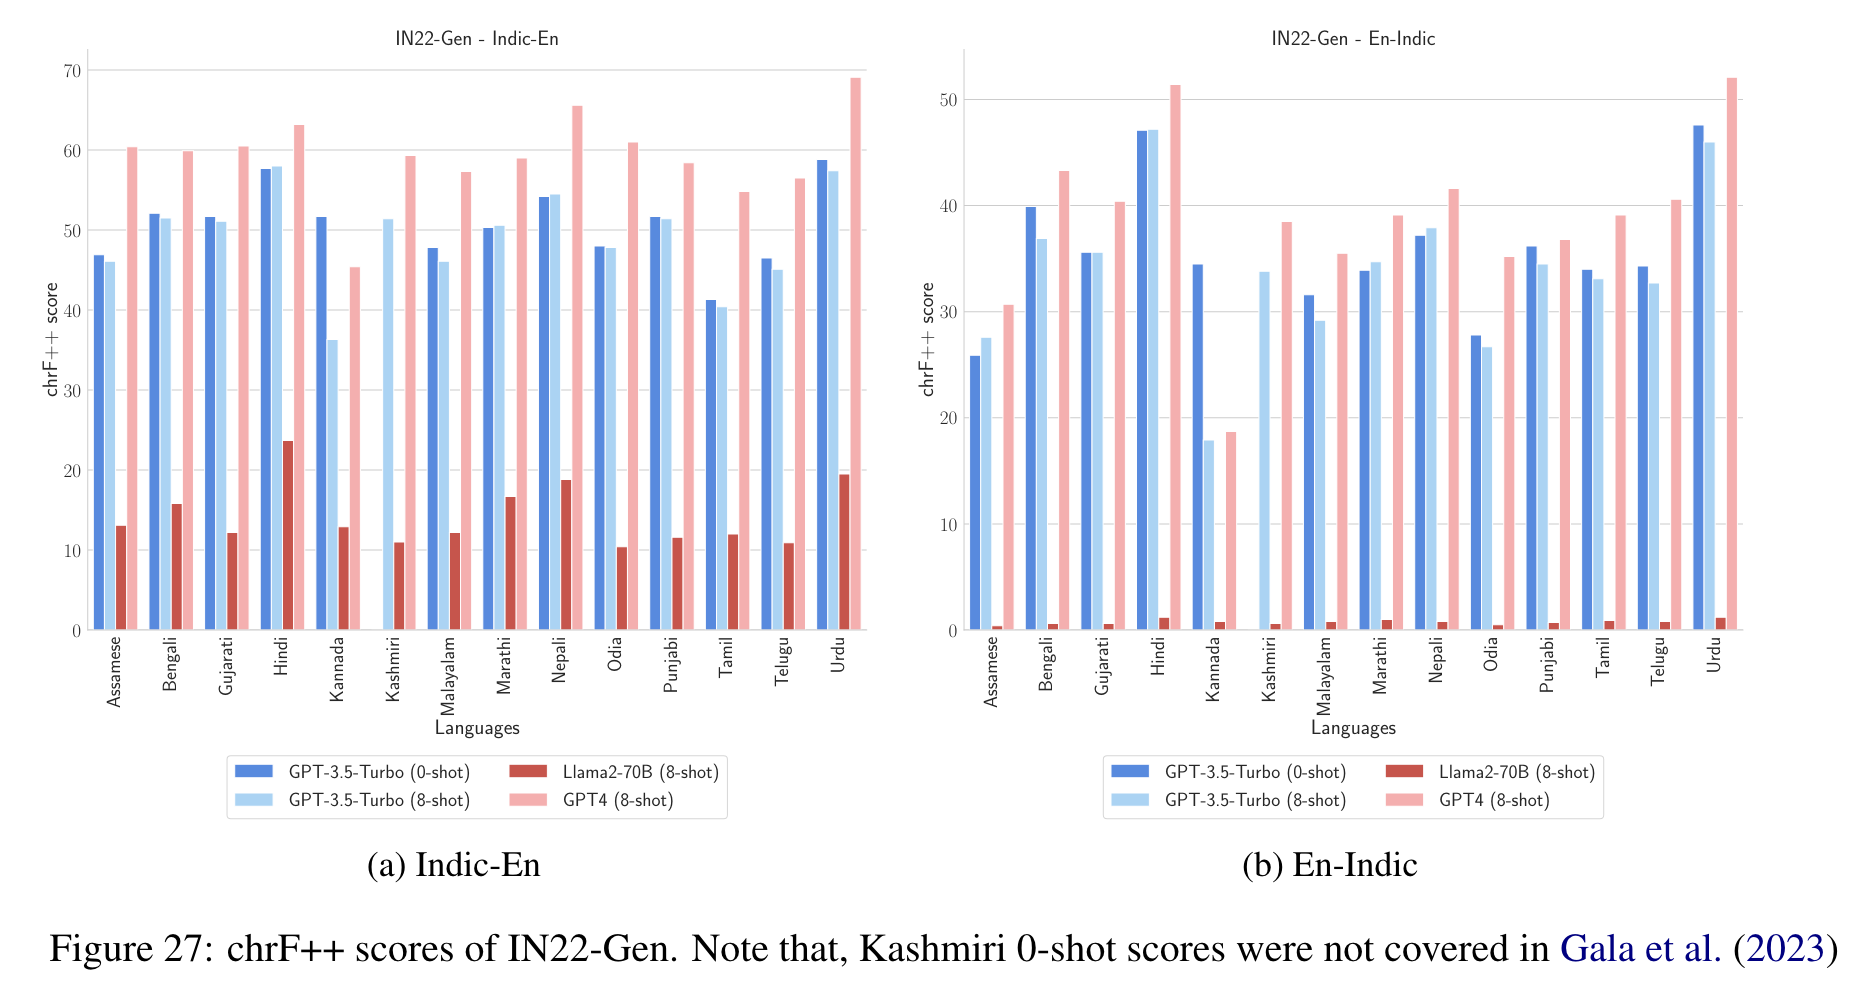 IN22-Gen - Indic-En
70
60
50
40
30
20
10
0
chrF++ score
Assamese
Bengali
Gujarati
Hindi
Kannada
Kashmiri
Malayalam
Marathi
Nepali
Odia
Punjabi
Tamil
Telugu
Urdu
Languages
GPT-3.5-Turbo (0-shot)
GPT-3.5-Turbo (8-shot)
Llama2-70B (8-shot)
GPT4 (8-shot)
(a) Indic-En
IN22-Gen - En-Indic
50
40
30
20
10
0
chrF++ score
Assamese
Bengali
Gujarati
Hindi
Kannada
Kashmiri
Malayalam
Marathi
Nepali
Odia
Punjabi
Tamil
Telugu
Urdu
Languages
GPT-3.5-Turbo (0-shot)
GPT-3.5-Turbo (8-shot)
Llama2-70B (8-shot)
GPT4 (8-shot)
(b) En-Indic
Figure 27: chrF++ scores of IN22-Gen. Note that, Kashmiri 0-shot scores were not covered in Gala et al. (2023)